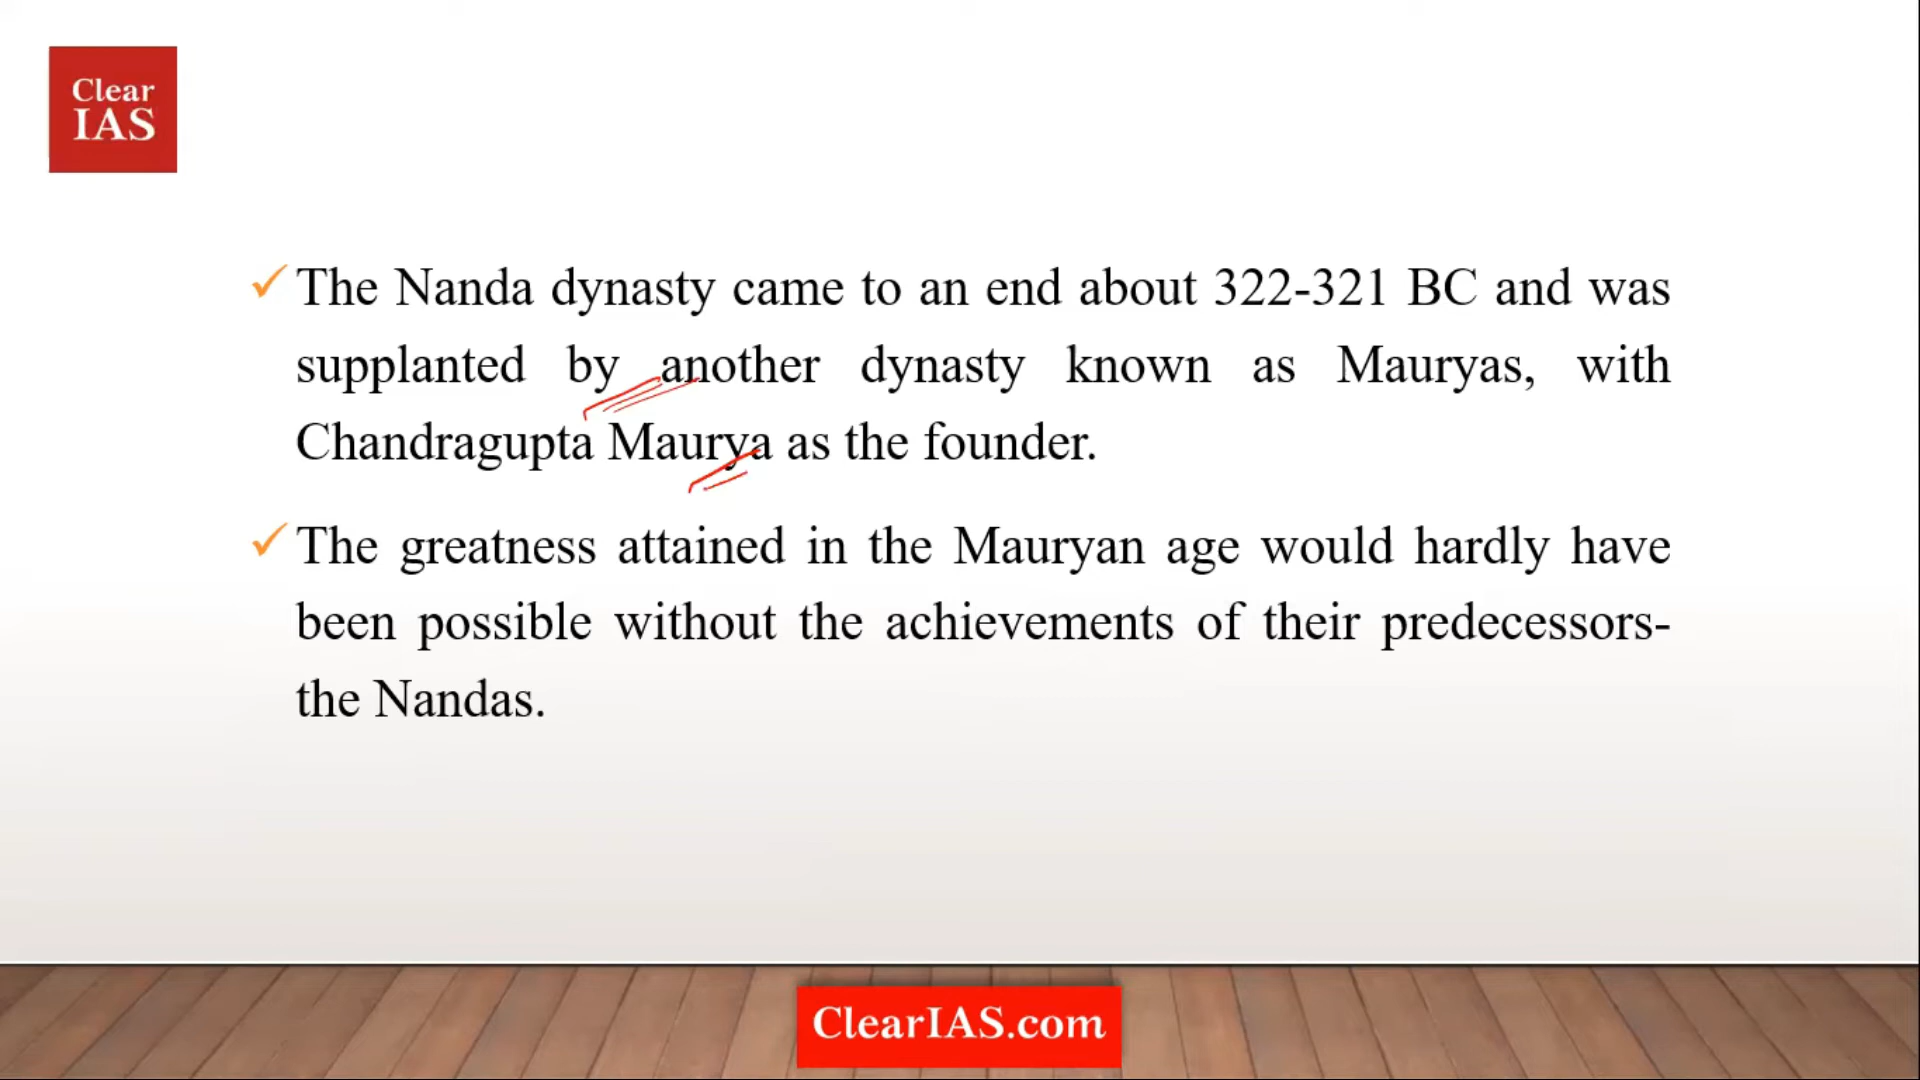 Clear
IAS
The Nanda dynasty came to an end about 322-321 BC and was
supplanted by another dynasty known as Mauryas, with
Chandragupta Maurya as the founder.
The greatness attained in the Mauryan age would hardly have
been possible without the achievements of their predecessors-
the Nandas.
ClearIAS.com